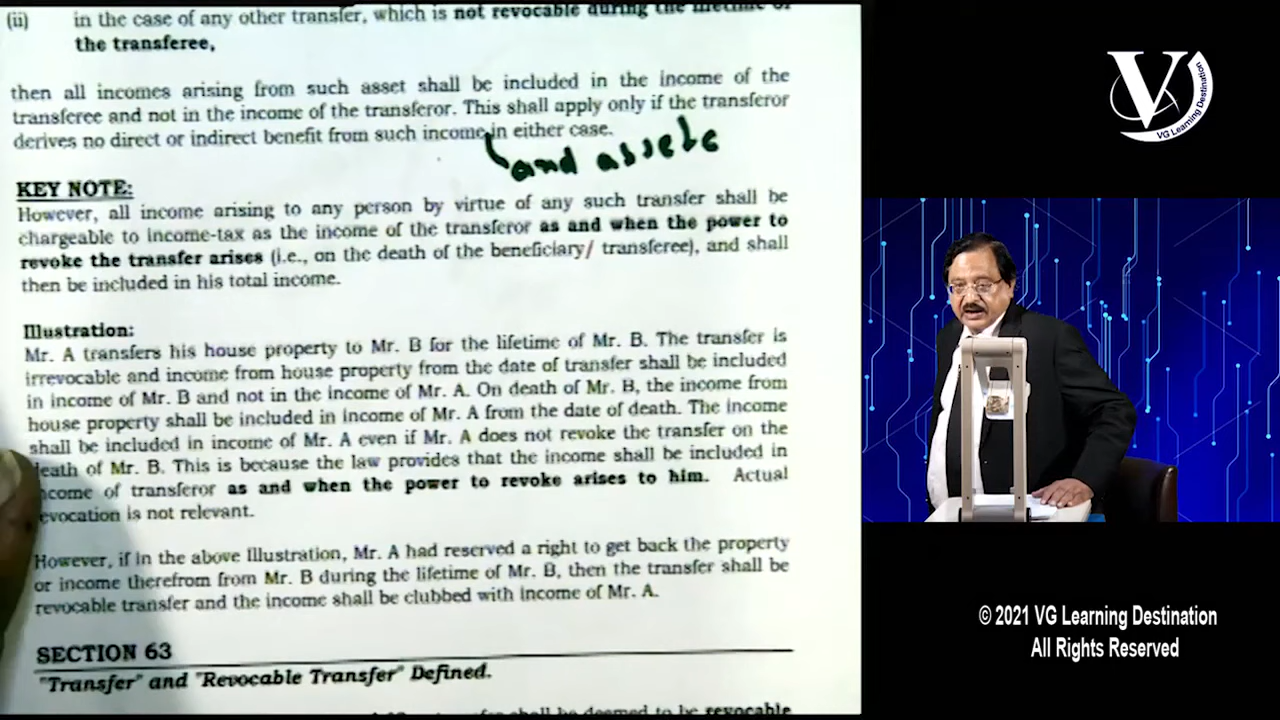 (ii) in the case of any other transfer, which is not revocable during the lifetime of
the transferee,
then all incomes arising from such asset shall be included in the income of the
transferee and not in the income of the transferor. This shall apply only if the transferor
derives no direct or indirect benefit from such income in either case.
and assets
KEY NOTE:
However, all income arising to any person by virtue of any such transfer shall be
chargeable to income-tax as the income of the transferor as and when the power to
revoke the transfer arises (i.e., on the death of the beneficiary/ transferee), and shall
then be included in his total income.
Illustration:
Mr. A transfers his house property to Mr. B for the lifetime of Mr. B. The transfer is
irrevocable and income from house property from the date of transfer shall be included
in income of Mr. B and not in the income of Mr. A. On death of Mr. B, the income from
house property shall be included in income of Mr. A from the date of death. The income
shall be included in income of Mr. A even if Mr. A does not revoke the transfer on the
death of Mr. B. This is because the law provides that the income shall be included in
ncome of transferor as and when the power to revoke arises to him. Actual
evocation is not relevant.
However, if in the above Illustration, Mr. A had reserved a right to get back the property
or income therefrom from Mr. B during the lifetime of Mr. B, then the transfer shall be
revocable transfer and the income shall be clubbed with income of Mr. A.
SECTION 63
"Transfer" and "Revocable Transfer" Defined.
shall be deemed to be revocable
V
VG Learning Destination
© 2021 VG Learning Destination
All Rights Reserved